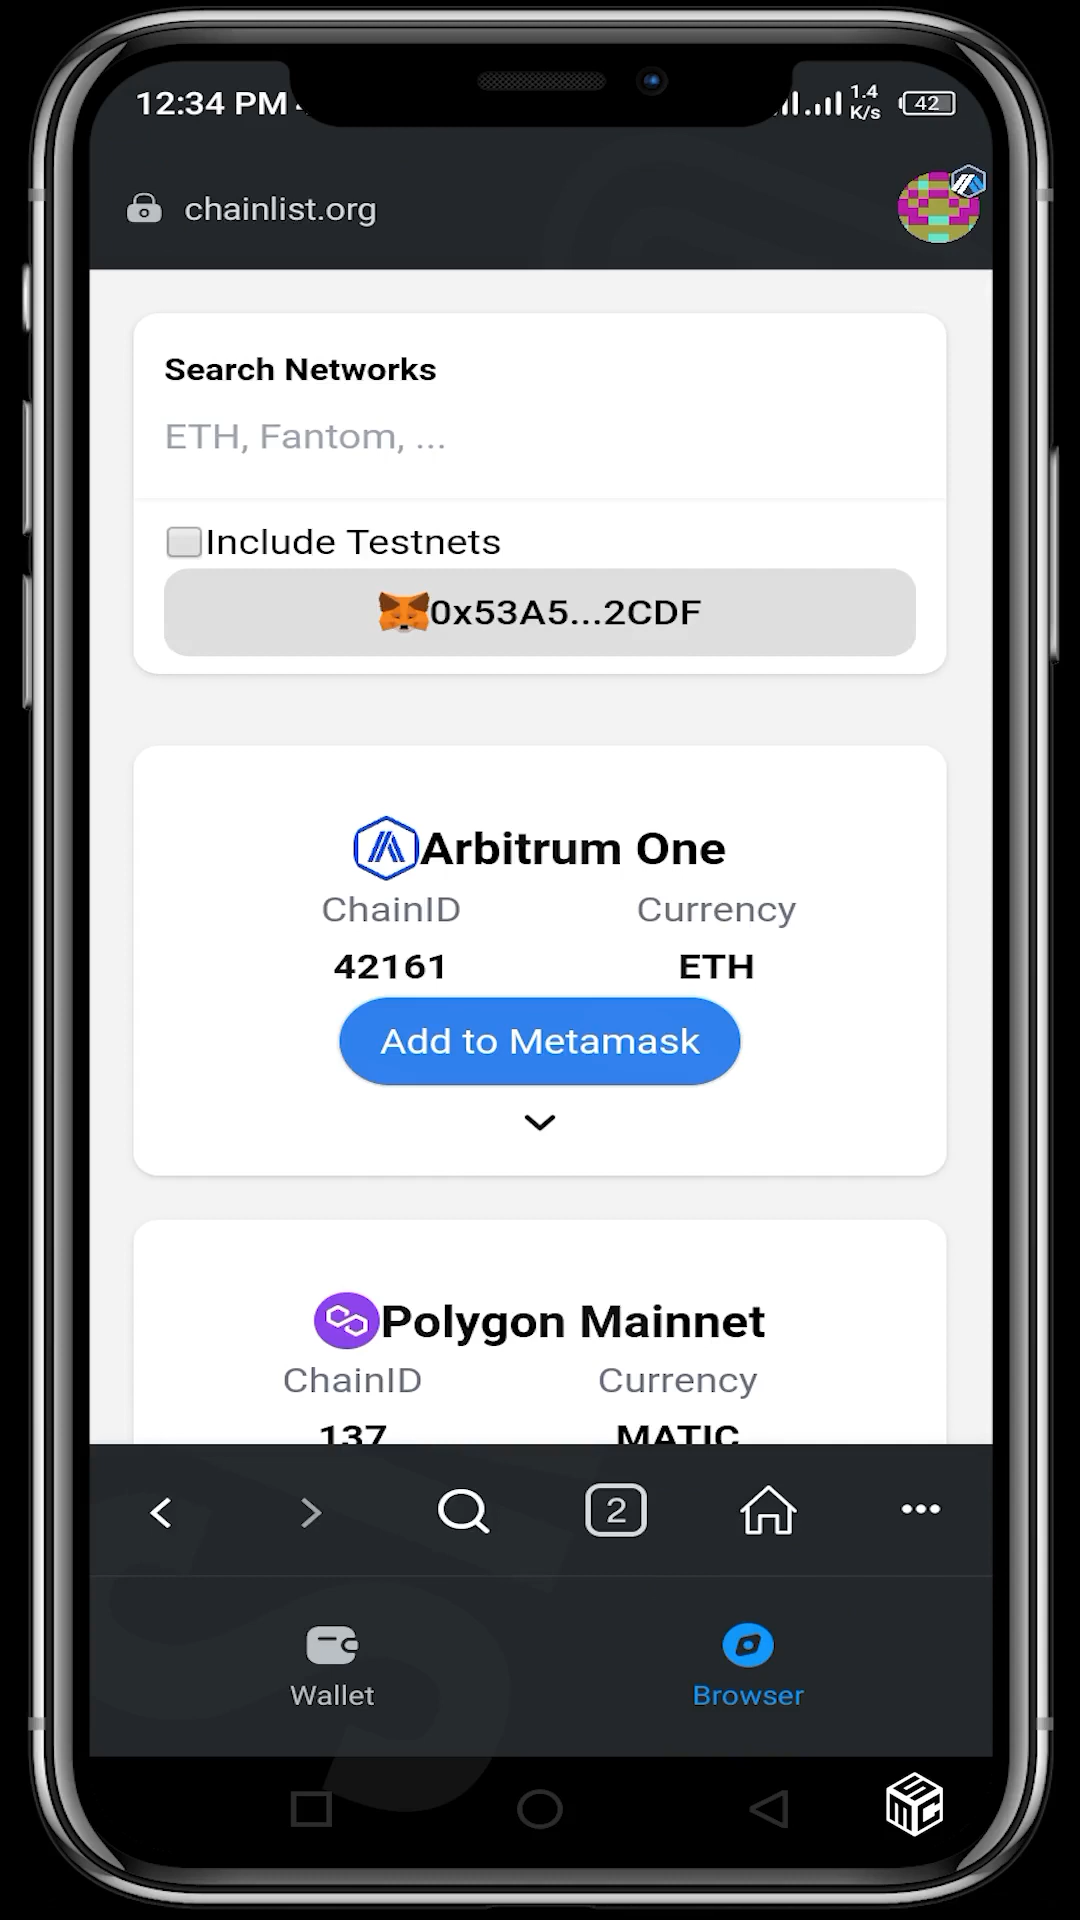 12:34 PM
1.4
K/s
42
chainlist.org
Search Networks
ETH, Fantom, ...
Include Testnets
0x53A5...2CDF
Arbitrum One
ChainID Currency
42161 ETH
Add to Metamask
Polygon Mainnet
ChainID Currency
137 MATIC
2
Wallet Browser
SMC